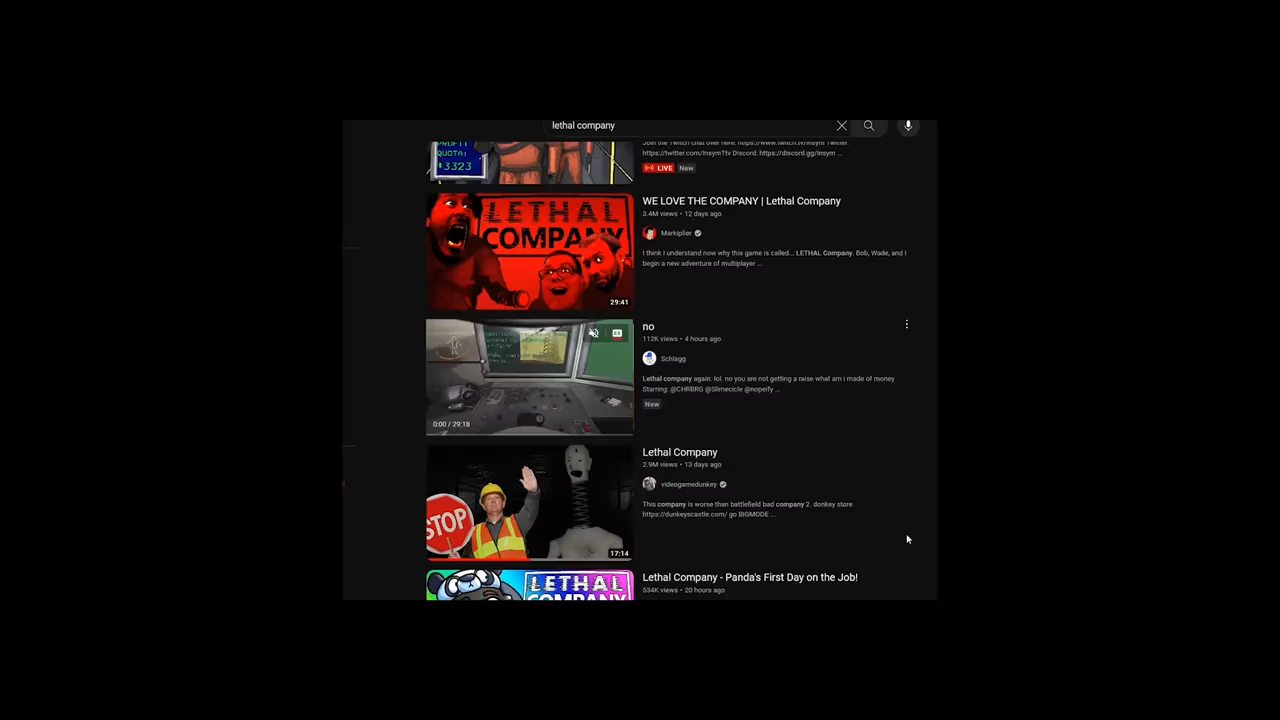 lethal company
PROFIT
QUOTA:
3323
Join the Twitch chat over here: https://www.twitch.tv/insym Twitter:
https://twitter.com/InsymTtv Discord: https://discord.gg/insym ...
LIVE New
LETHAL
COMPANY
29:41
WE LOVE THE COMPANY | Lethal Company
3.4M views • 12 days ago
Markiplier
I think I understand now why this game is called... LETHAL Company. Bob, Wade, and I
begin a new adventure of multiplayer ...
CC
0:00 / 29:18
no
112K views • 4 hours ago
Schlagg
Lethal company again. lol. no you are not getting a raise what am i made of money
Starring: @CHRBRG @Slimecicle @nopeify ...
New
STOP
17:14
Lethal Company
2.9M views • 13 days ago
videogamedunkey
This company is worse than battlefield bad company 2. donkey store
https://dunkeyscastle.com/ go BIGMODE ...
LETHAL
COMPANY
Lethal Company - Panda's First Day on the Job!
534K views • 20 hours ago